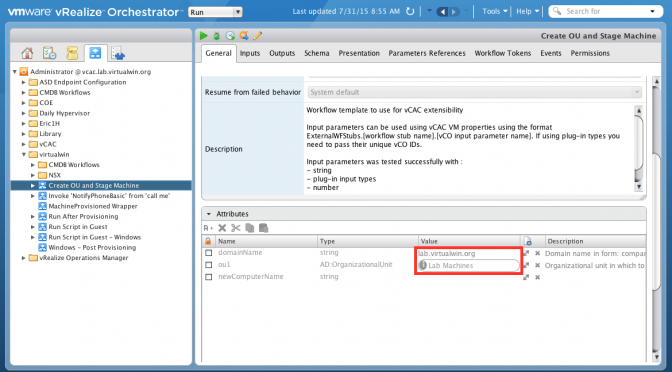 vmware vRealize Orchestrator Run Last updated 7/31/15 8:55 AM Tools Help Search for
Create OU and Stage Machine
Administrator @ vcac.lab.virtualwin.org
ASD Endpoint Configuration
CMDB Workflows
COE
Daily Hypervisor
Eric1H
Library
vCAC
virtualwin
CMDB Workflows
NSX
Create OU and Stage Machine
Invoke 'NotifyPhoneBasic' from 'call me'
MachineProvisioned Wrapper
Run After Provisioning
Run Script in Guest
Run Script in Guest - Windows
Windows - Post Provisioning
vRealize Operations Manager
General Inputs Outputs Schema Presentation Parameters References Workflow Tokens Events Permissions
Resume from failed behavior System default
Description
Workflow template to use for vCAC extensibility
Input parameters can be used using vCAC VM properties using the format
ExternalWFStubs.[workflow stub name].[vCO input parameter name]. If using plug-in types you
need to pass their unique vCO IDs.
Input parameters was tested successfully with :
- string
- plug-in input types
- number
Attributes
Name Type Value Description
domainName string lab.virtualwin.org Domain name in form: compa
ou1 AD:OrganizationalUnit Lab Machines Organizational unit in which to
newComputerName string